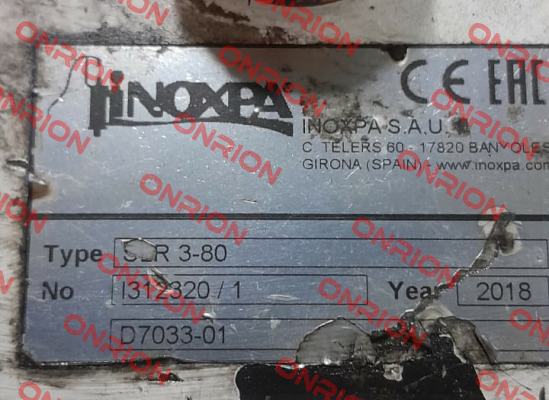 INOXPA
CE EAC
INOXPA S.A.U.
C TELERS 60 - 17820 BANYOLES
GIRONA (SPAIN) - www.inoxpa.com
Type SLR 3-80
No / 1 Year 2018
D7033-01
ONRION